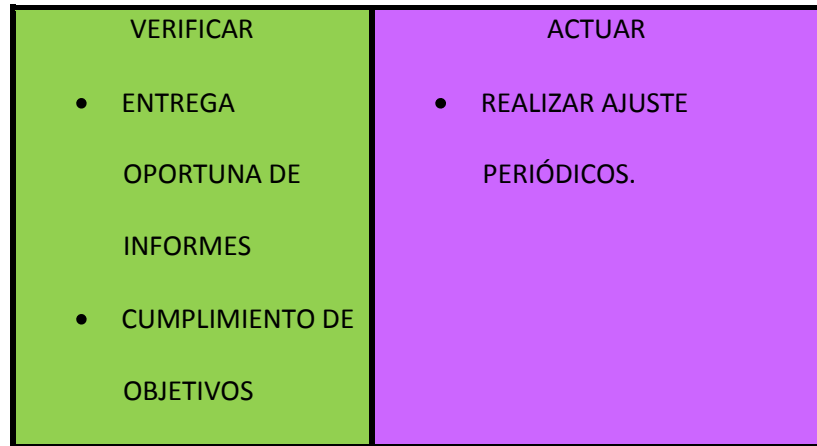 VERIFICAR
• ENTREGA
OPORTUNA DE
INFORMES
• CUMPLIMIENTO DE
OBJETIVOS
ACTUAR
• REALIZAR AJUSTE
PERIÓDICOS.